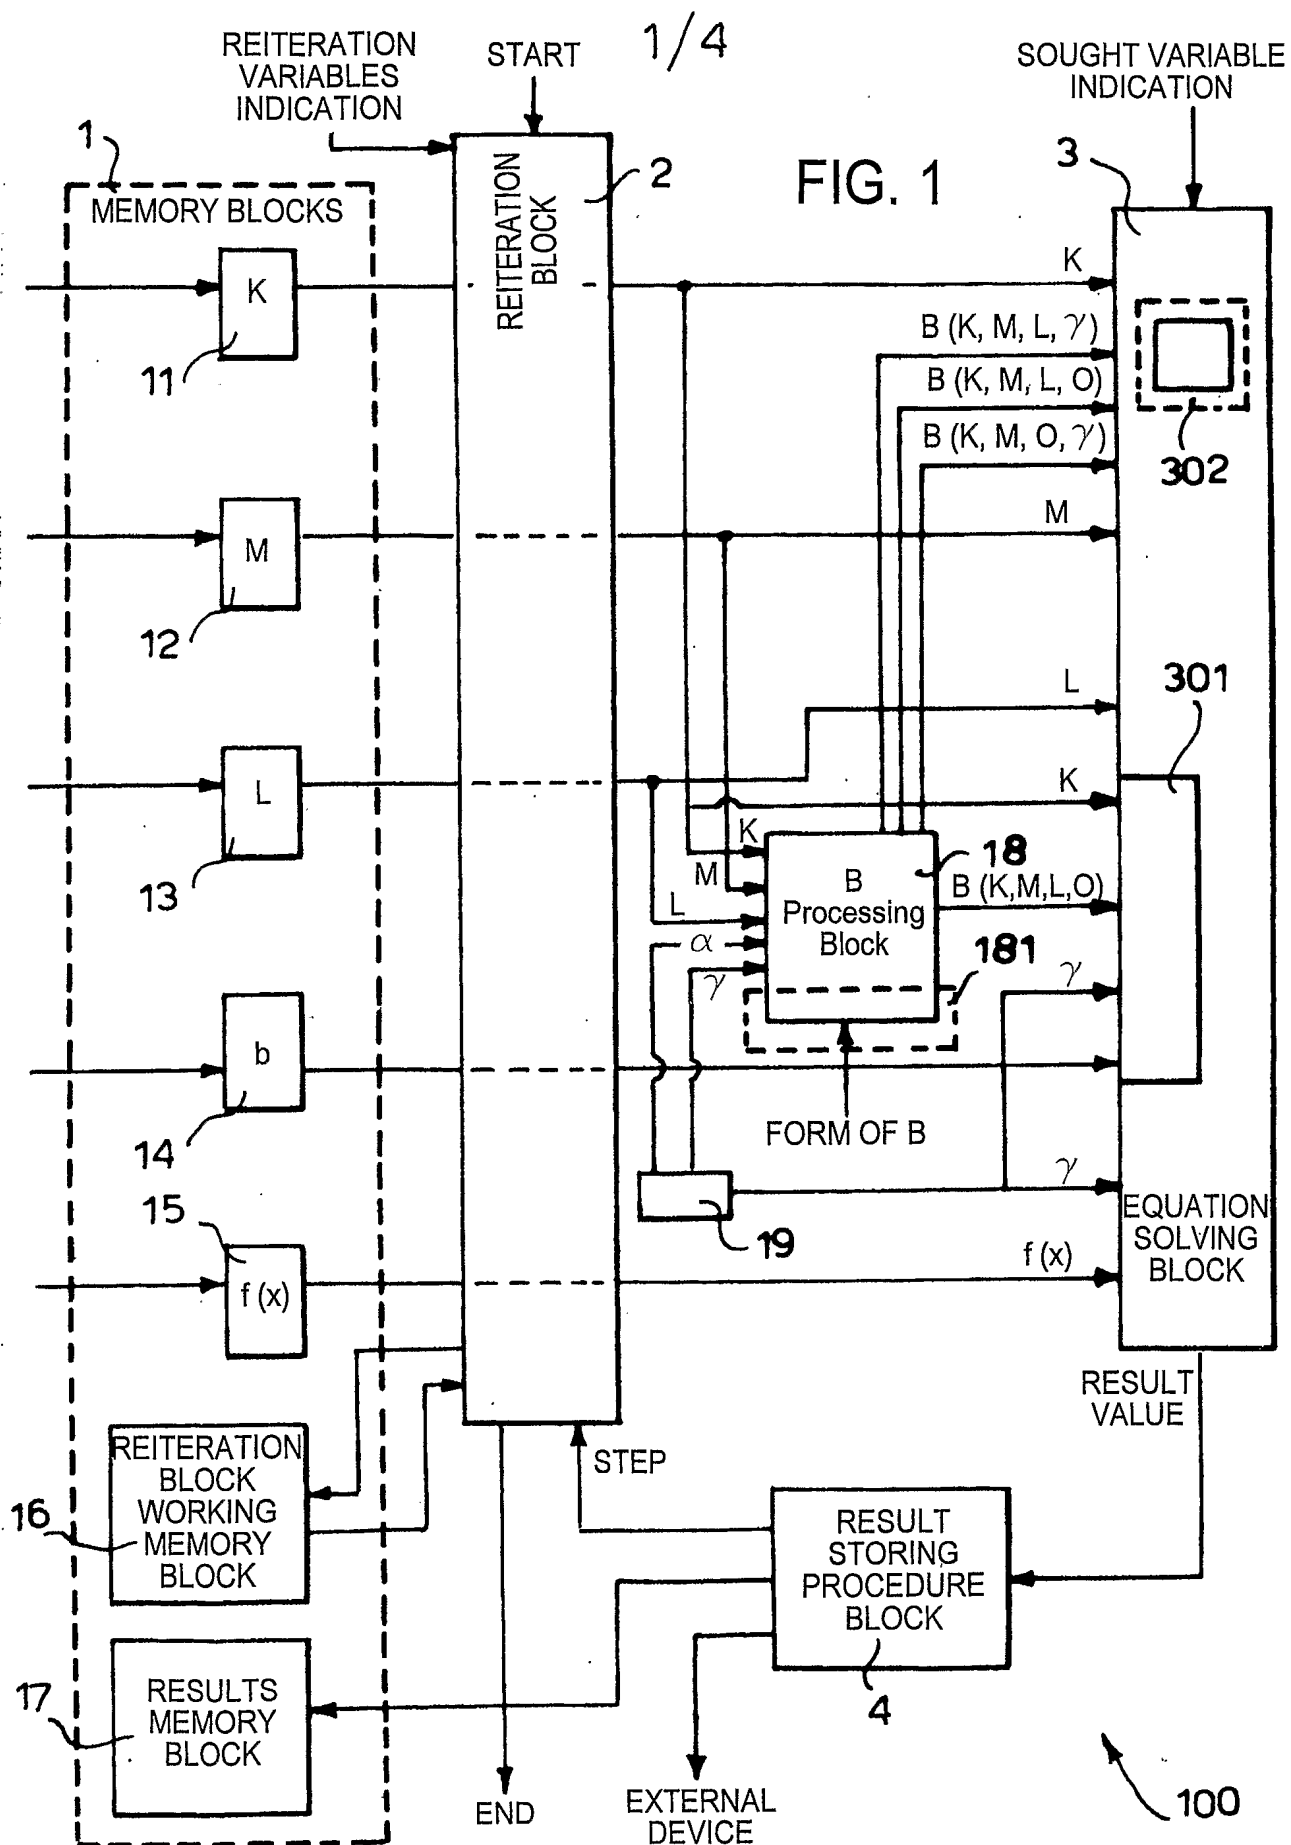 1/4
REITERATION
VARIABLES
INDICATION
START
SOUGHT VARIABLE
INDICATION
FIG. 1
1
MEMORY BLOCKS
2
REITERATION
BLOCK
3
K
11
K
B (K, M, L, γ)
B (K, M, L, O)
B (K, M, O, γ)
302
M
12
M
L
13
L
301
K
K
M
L
α
γ
18
B
Processing
Block
B (K,M,L,O)
181
γ
b
14
FORM OF B
19
γ
15
f (x)
f (x)
EQUATION
SOLVING
BLOCK
RESULT
VALUE
REITERATION
BLOCK
WORKING
MEMORY
BLOCK
16
STEP
RESULT
STORING
PROCEDURE
BLOCK
4
17
RESULTS
MEMORY
BLOCK
END
EXTERNAL
DEVICE
100